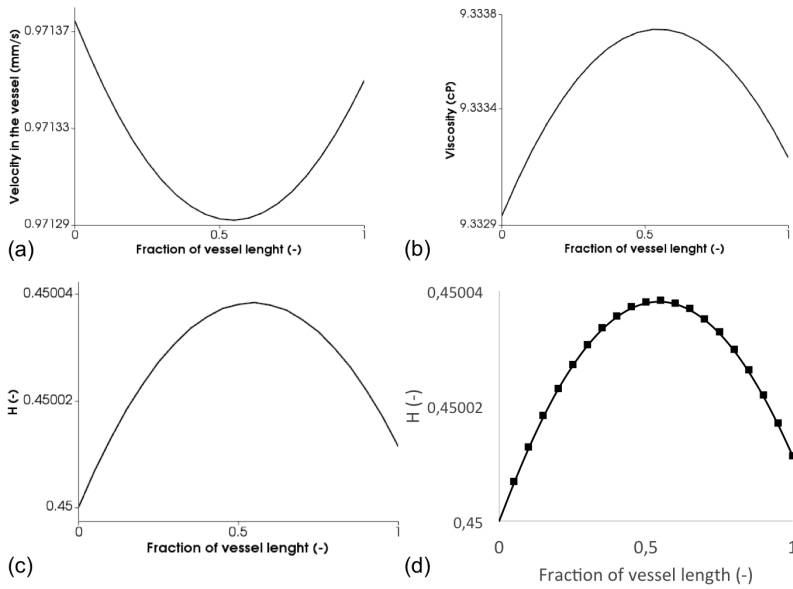 0.97137
0.97133
0.97129
Velocity in the vessel (mm/s)
0
0.5
1
Fraction of vessel lenght (-)
(a)
9.3338
9.3334
9.3329
Viscosity (cP)
0
0.5
1
Fraction of vessel lenght (-)
(b)
0.45004
0.45002
0.45
H (-)
0
0.5
1
Fraction of vessel lenght (-)
(c)
0,45004
0,45002
0,45
H (-)
0
0,5
1
Fraction of vessel length (-)
(d)